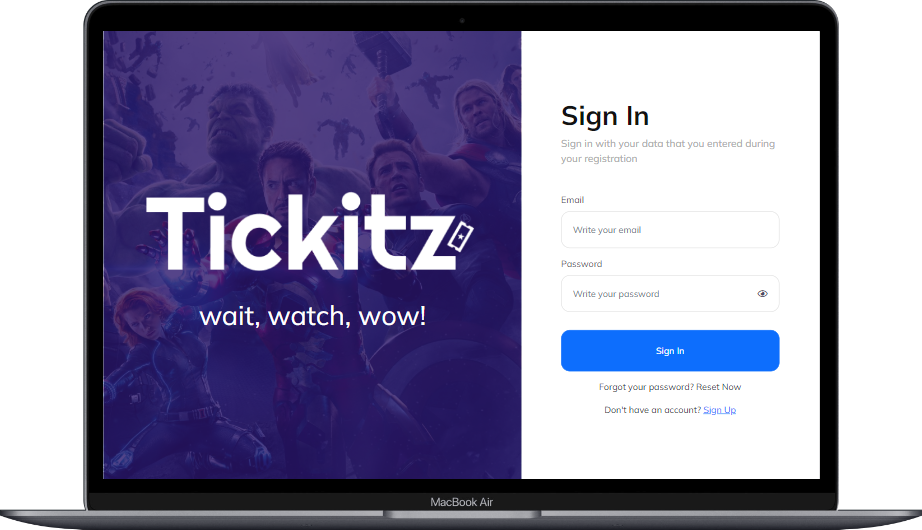 Tickitz
wait, watch, wow!
Sign In
Sign in with your data that you entered during
your registration
Email
Write your email
Password
Write your password
Sign In
Forgot your password? Reset Now
Don't have an account? Sign Up
MacBook Air